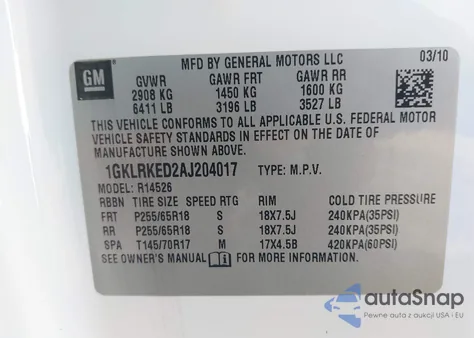 MFD BY GENERAL MOTORS LLC 03/10
GM
GVWR GAWR FRT GAWR RR
2908 KG 1450 KG 1600 KG
6411 LB 3196 LB 3527 LB
THIS VEHICLE CONFORMS TO ALL APPLICABLE U.S. FEDERAL MOTOR
VEHICLE SAFETY STANDARDS IN EFFECT ON THE DATE OF
MANUFACTURE SHOWN ABOVE.
1GKLRKED2AJ204017 TYPE: M.P.V.
MODEL: R14526
RBBN TIRE SIZE SPEED RTG RIM COLD TIRE PRESSURE
FRT P255/65R18 S 18X7.5J 240KPA(35PSI)
RR P255/65R18 S 18X7.5J 240KPA(35PSI)
SPA T145/70R17 M 17X4.5B 420KPA(60PSI)
SEE OWNER'S MANUAL FOR MORE INFORMATION.
autoSnap
Pewne auta z aukcji USA i EU